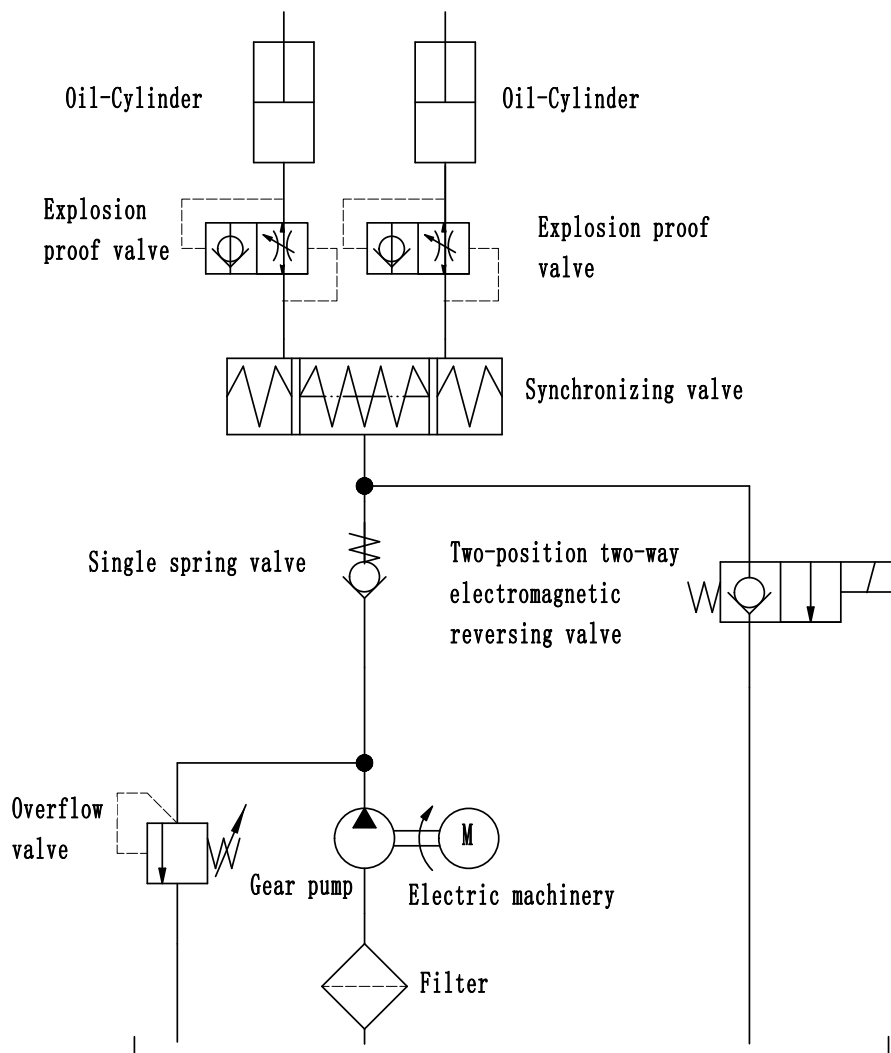 Oil-Cylinder
Oil-Cylinder
Explosion
proof valve
Explosion proof
valve
Synchronizing valve
Single spring valve
Two-position two-way
electromagnetic
reversing valve
Overflow
valve
M
Gear pump
Electric machinery
Filter